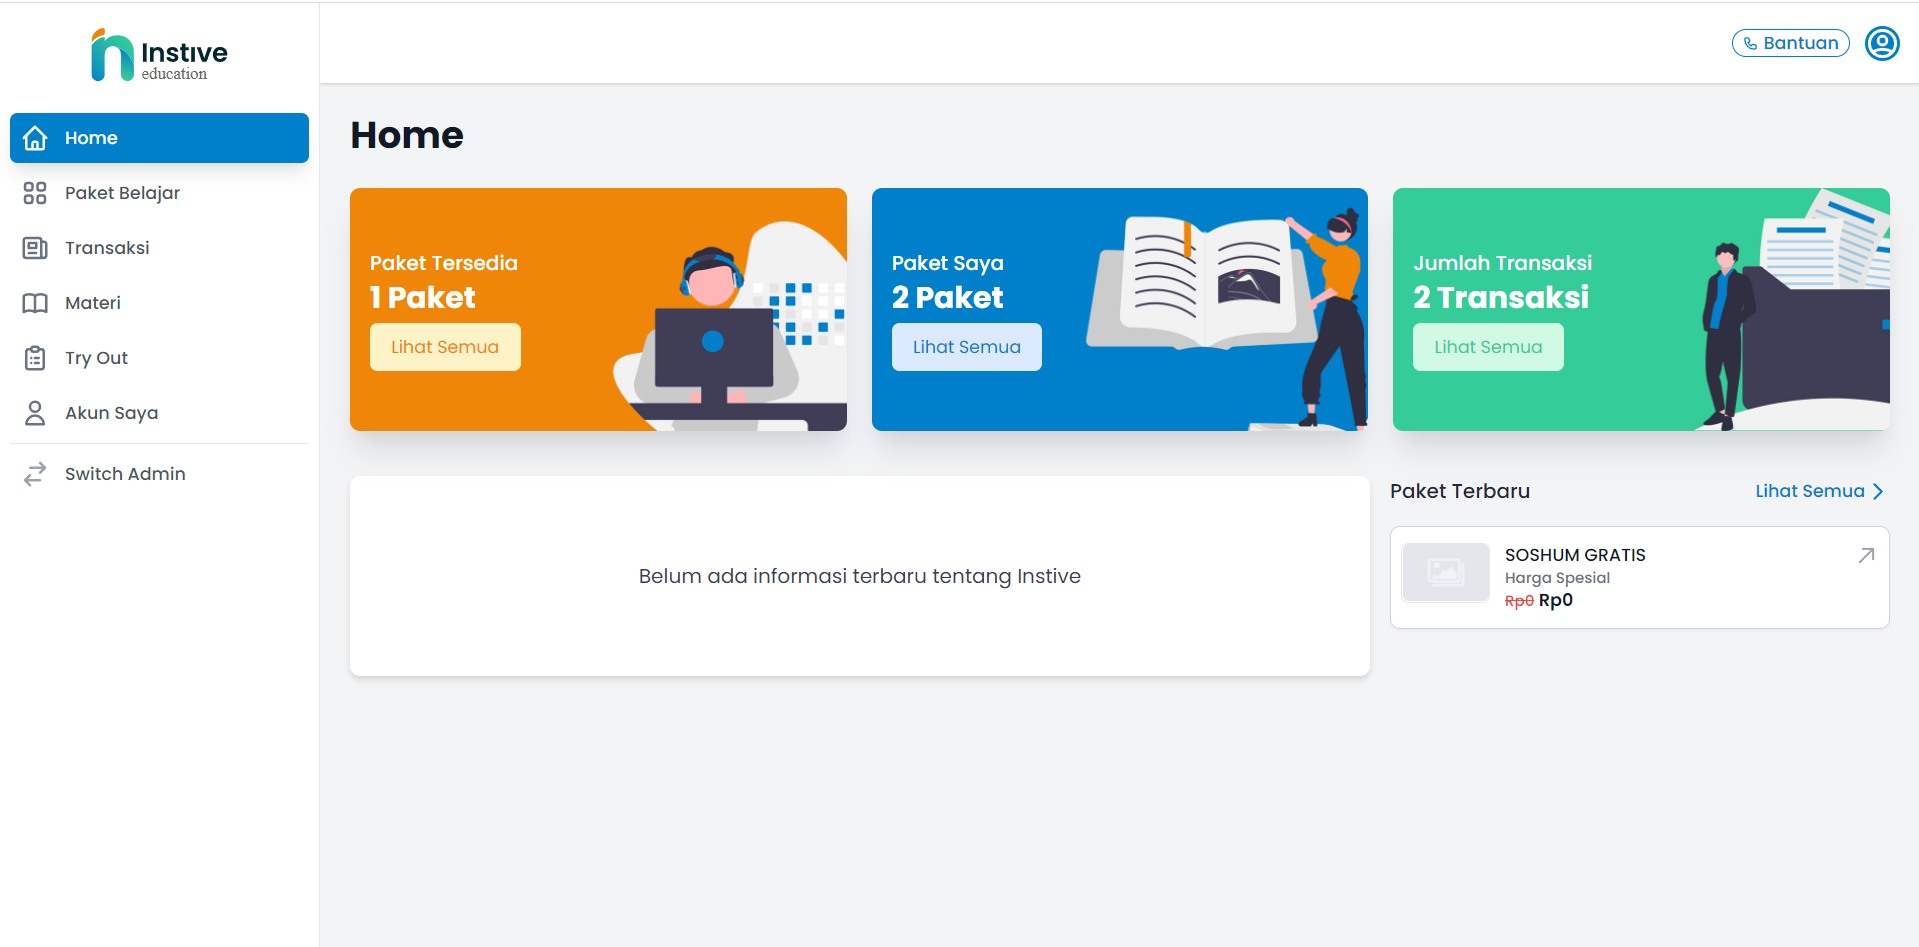 Instive
education
Home
Paket Belajar
Transaksi
Materi
Try Out
Akun Saya
Switch Admin
Bantuan
Home
Paket Tersedia
1 Paket
Lihat Semua
Paket Saya
2 Paket
Lihat Semua
Jumlah Transaksi
2 Transaksi
Lihat Semua
Belum ada informasi terbaru tentang Instive
Paket Terbaru
Lihat Semua
SOSHUM GRATIS
Harga Spesial
Rp0 Rp0